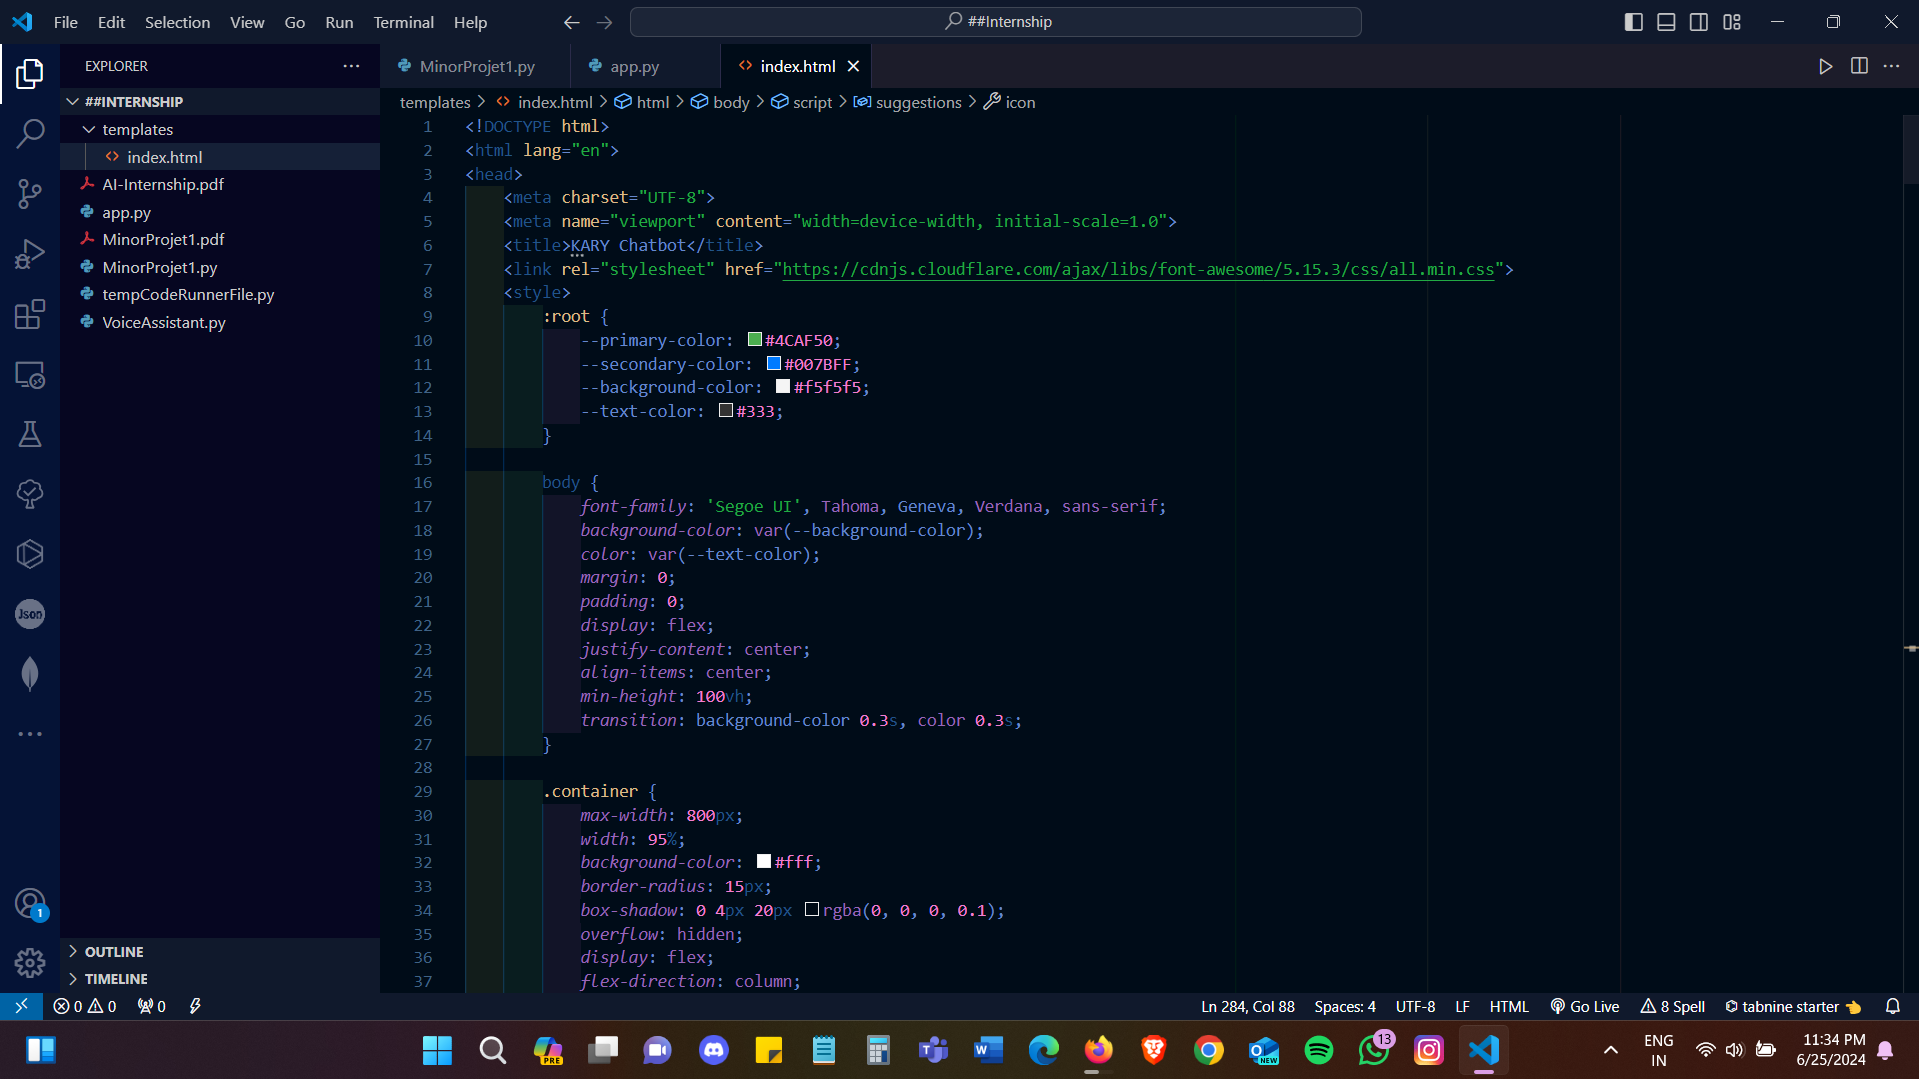 File Edit Selection View Go Run Terminal Help
##Internship
EXPLORER
MinorProjet1.py
app.py
index.html
##INTERNSHIP
templates > index.html > html > body > script > suggestions > icon
templates
index.html
AI-Internship.pdf
app.py
MinorProjet1.pdf
MinorProjet1.py
tempCodeRunnerFile.py
VoiceAssistant.py
1 <!DOCTYPE html>
2 <html lang="en">
3 <head>
4 <meta charset="UTF-8">
5 <meta name="viewport" content="width=device-width, initial-scale=1.0">
6 <title>KARY Chatbot</title>
7 <link rel="stylesheet" href="https://cdnjs.cloudflare.com/ajax/libs/font-awesome/5.15.3/css/all.min.css">
8 <style>
9 :root {
10 --primary-color: #4CAF50;
11 --secondary-color: #007BFF;
12 --background-color: #f5f5f5;
13 --text-color: #333;
14 }
15
16 body {
17 font-family: 'Segoe UI', Tahoma, Geneva, Verdana, sans-serif;
18 background-color: var(--background-color);
19 color: var(--text-color);
20 margin: 0;
21 padding: 0;
22 display: flex;
23 justify-content: center;
24 align-items: center;
25 min-height: 100vh;
26 transition: background-color 0.3s, color 0.3s;
27 }
28
29 .container {
30 max-width: 800px;
31 width: 95%;
32 background-color: #fff;
33 border-radius: 15px;
34 box-shadow: 0 4px 20px rgba(0, 0, 0, 0.1);
35 overflow: hidden;
36 display: flex;
37 flex-direction: column;
Json
1
OUTLINE
TIMELINE
0 0 0
Ln 284, Col 88 Spaces: 4 UTF-8 LF HTML Go Live 8 Spell tabnine starter
PRE
NEW
13
ENG
IN
11:34 PM
6/25/2024